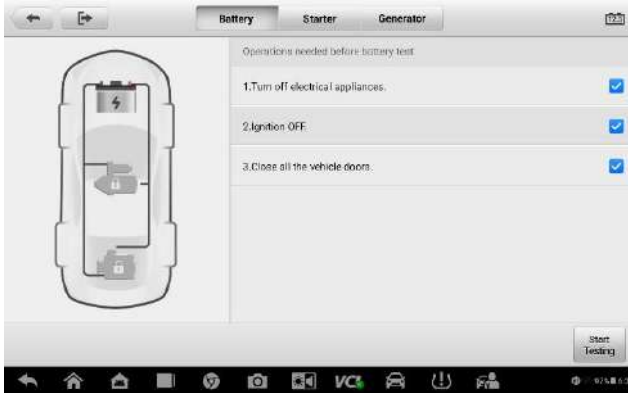 Battery Starter Generator
Operations needed before battery test
1.Turn off electrical appliances.
2.Ignition OFF.
3.Close all the vehicle doors.
Start
Testing
VCI